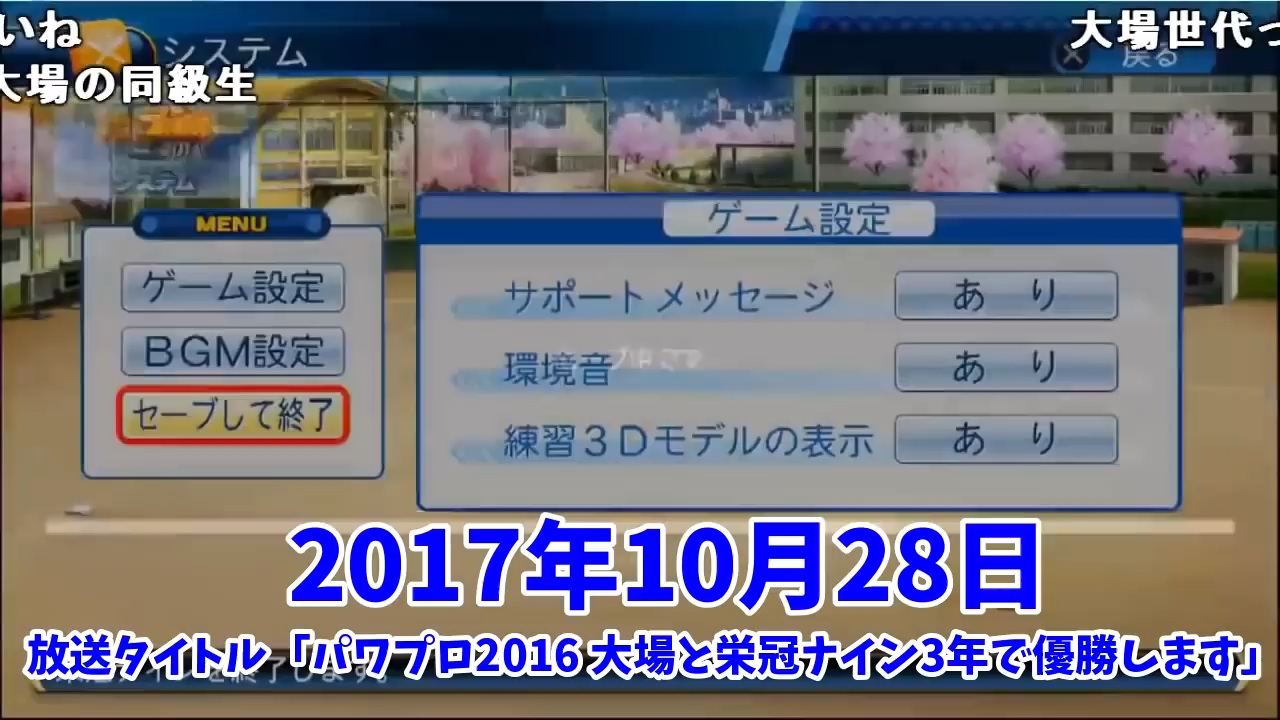 いね
システム
大場世代っ
戻る
大場の同級生
システム
MENU
ゲーム設定
ゲーム設定
BGM設定
セーブして終了
サポートメッセージ
あり
環境音
あり
練習3Dモデルの表示
あり
2017年10月28日
放送タイトル「パワプロ2016 大場と栄冠ナイン3年で優勝します」